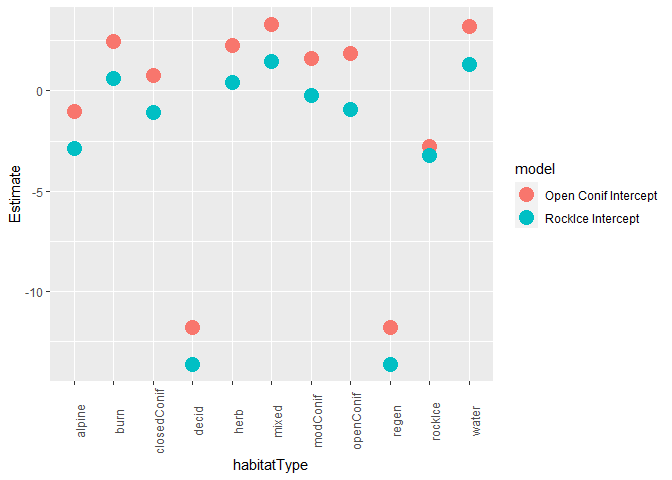 0
-5
-10
Estimate
alpine
burn
closedConif
decid
herb
mixed
modConif
openConif
regen
rockIce
water
habitatType
model
Open Conif Intercept
RockIce Intercept